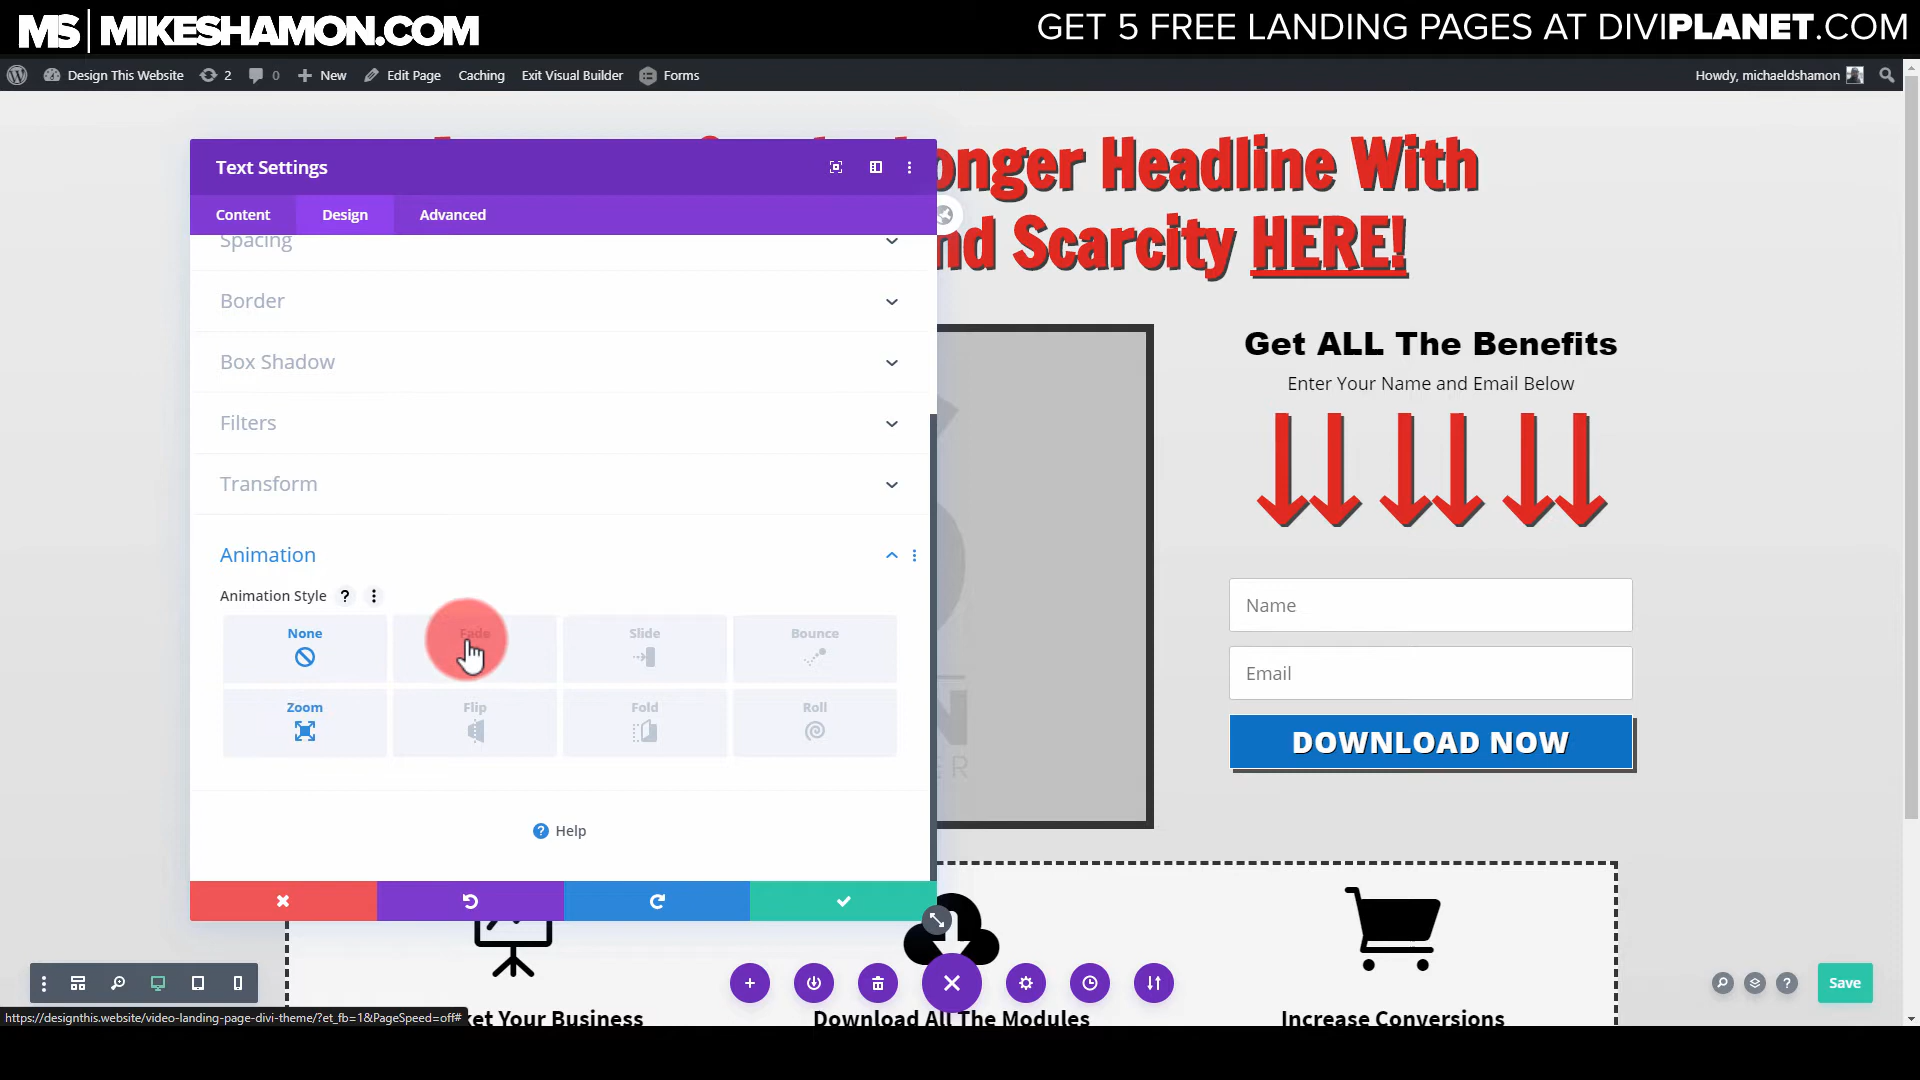 MS | MIKESHAMON.COM
GET 5 FREE LANDING PAGES AT DIVIPLANET.COM
Design This Website 2 0 New Edit Page Caching Exit Visual Builder Forms
Howdy, michaeldshamon
onger Headline With
nd Scarcity HERE!
Text Settings
Content Design Advanced
Spacing
Border
Box Shadow
Filters
Transform
Animation
Animation Style ?
None Fade Slide Bounce
Zoom Flip Fold Roll
? Help
Get ALL The Benefits
Enter Your Name and Email Below
Name
Email
DOWNLOAD NOW
N
ER
? Save
https://designthis.website/video-landing-page-divi-theme/?et_fb=1&PageSpeed=off#
ket Your Business
Download All The Modules
Increase Conversions